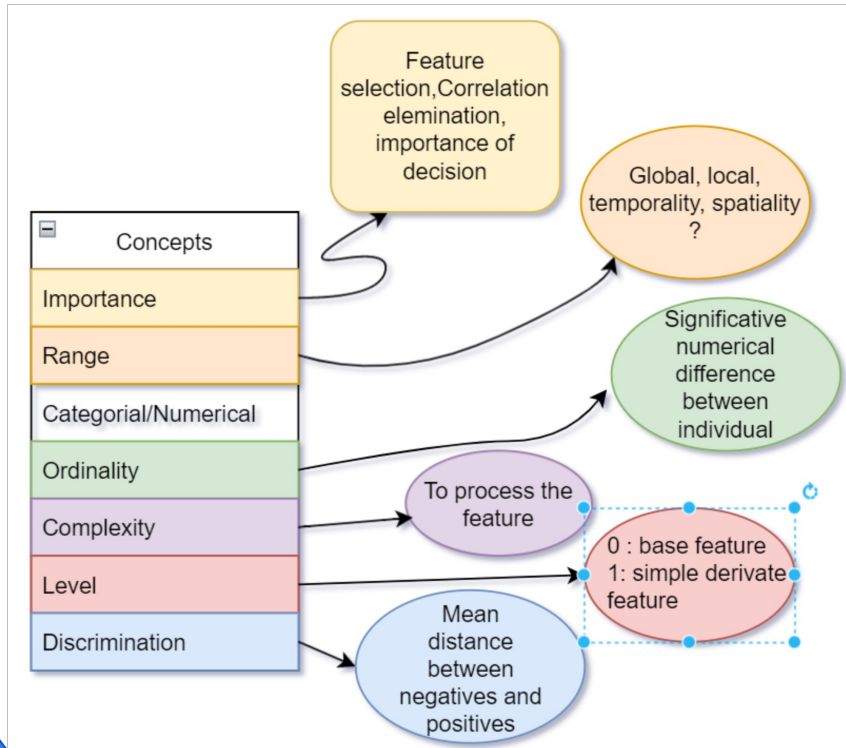 Feature
selection,Correlation
elemination,
importance of
decision
Global, local,
temporality, spatiality
?
Concepts
Importance
Range
Categorial/Numerical
Ordinality
Complexity
Level
Discrimination
Significative
numerical
difference
between
individual
To process the
feature
0 : base feature
1: simple derivate
feature
Mean
distance
between
negatives and
positives